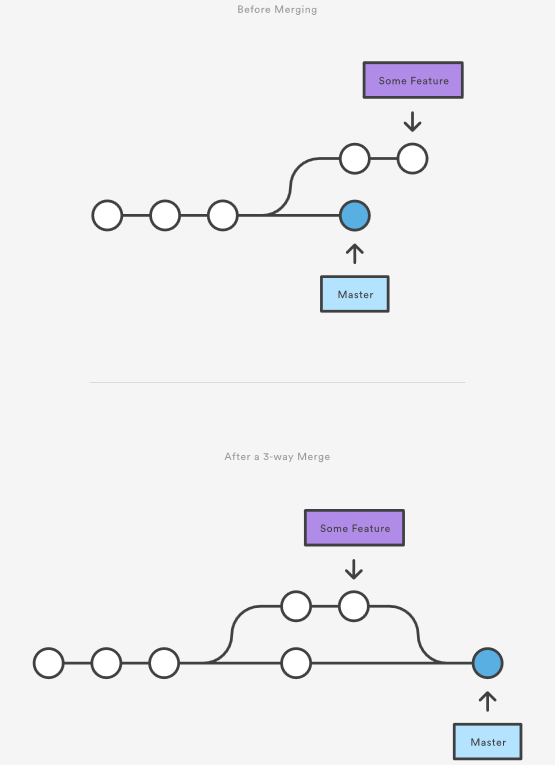 Before Merging
Some Feature
Master
After a 3-way Merge
Some Feature
Master